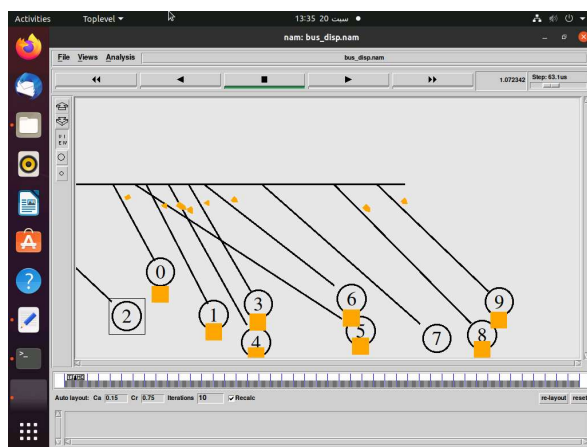 Activities Toplevel ▾ 13:35 20 سبت
nam: bus_disp.nam
File Views Analysis bus_disp.nam
1.072342 Step: 63.1us
VIEW
0
2
1
3
4
6
5
7
8
9
Auto layout: Ca 0.15 Cr 0.75 Iterations 10 Recalc re-layout reset